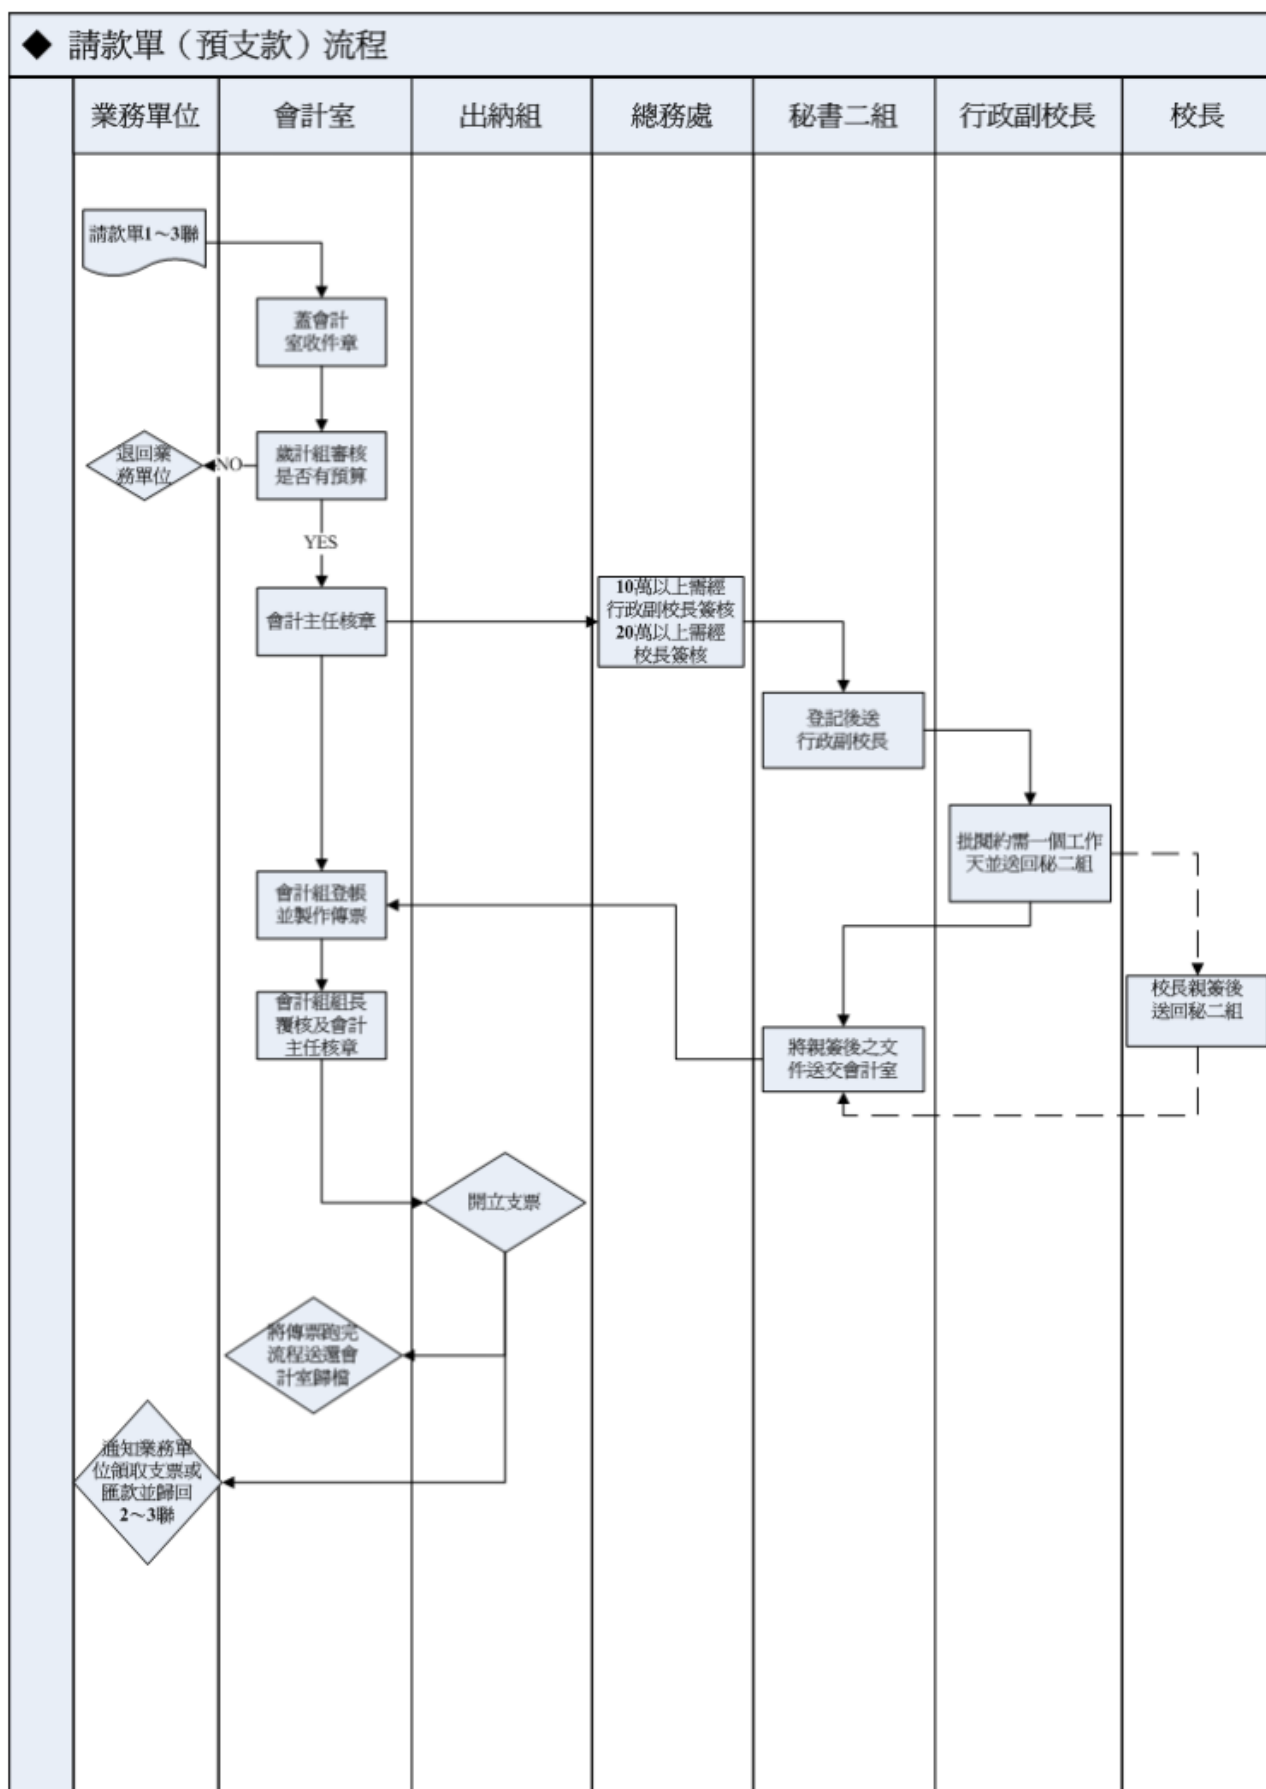 ◆ 請款單（預支款）流程
業務單位
會計室
出納組
總務處
秘書二組
行政副校長
校長
請款單1～3聯
蓋會計
室收件章
歲計組審核
是否有預算
NO
退回業
務單位
YES
會計主任核章
10萬以上需經
行政副校長簽核
20萬以上需經
校長簽核
登記後送
行政副校長
批閱約需一個工作
天並送回秘二組
校長親簽後
送回秘二組
將親簽後之文
件送交會計室
會計組登帳
並製作傳票
會計組組長
覆核及會計
主任核章
開立支票
將傳票跑完
流程送還會
計室歸檔
通知業務單
位領取支票或
匯款並歸回
2～3聯